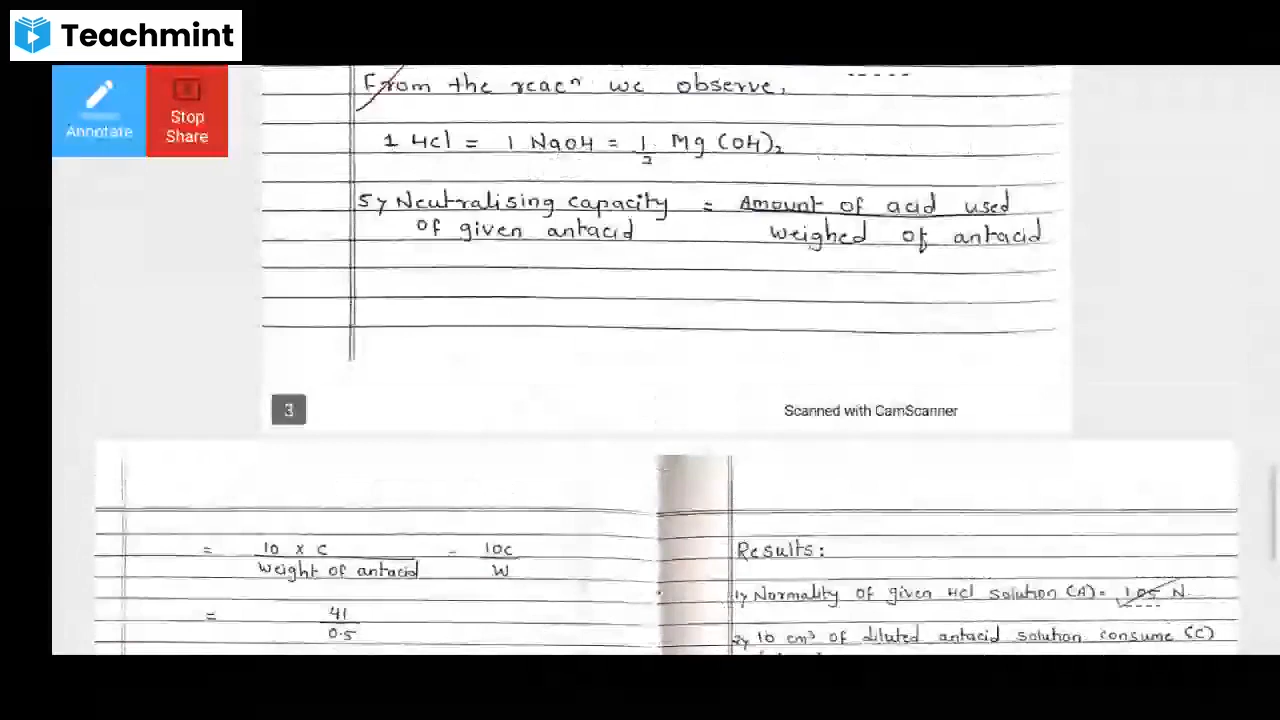 Teachmint
Annotate
Stop
Share
From the reacⁿ we observe,
1 Hcl = 1 NaOH = 1/2 Mg (OH)₂
5) Neutralising capacity = Amount of acid used
of given antacid weighed of antacid
3
Scanned with CamScanner
= 10 x c = 10c
weight of antacid W
= 41
0.5
Results:
1) Normality of given Hcl solution (A) = N.
2) 10 cm³ of diluted antacid solution consume (C)